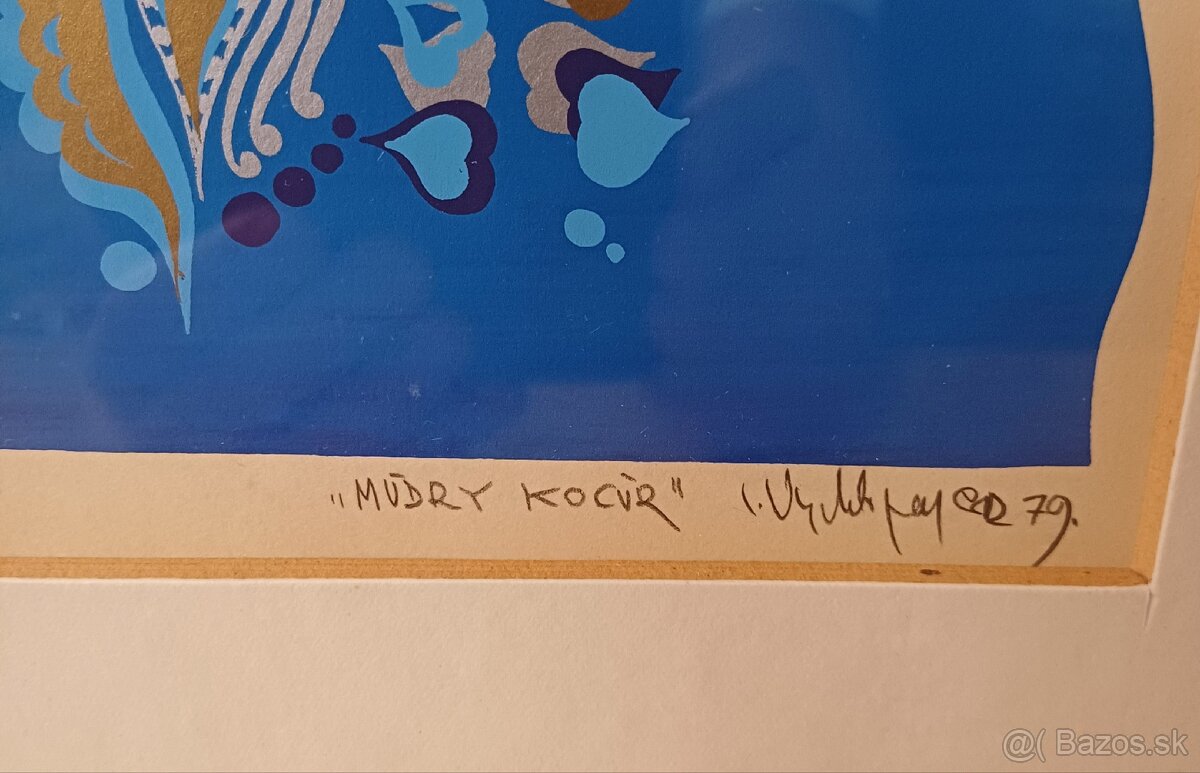 „MÚDRY KOCÚR" 79.
@( Bazos.sk